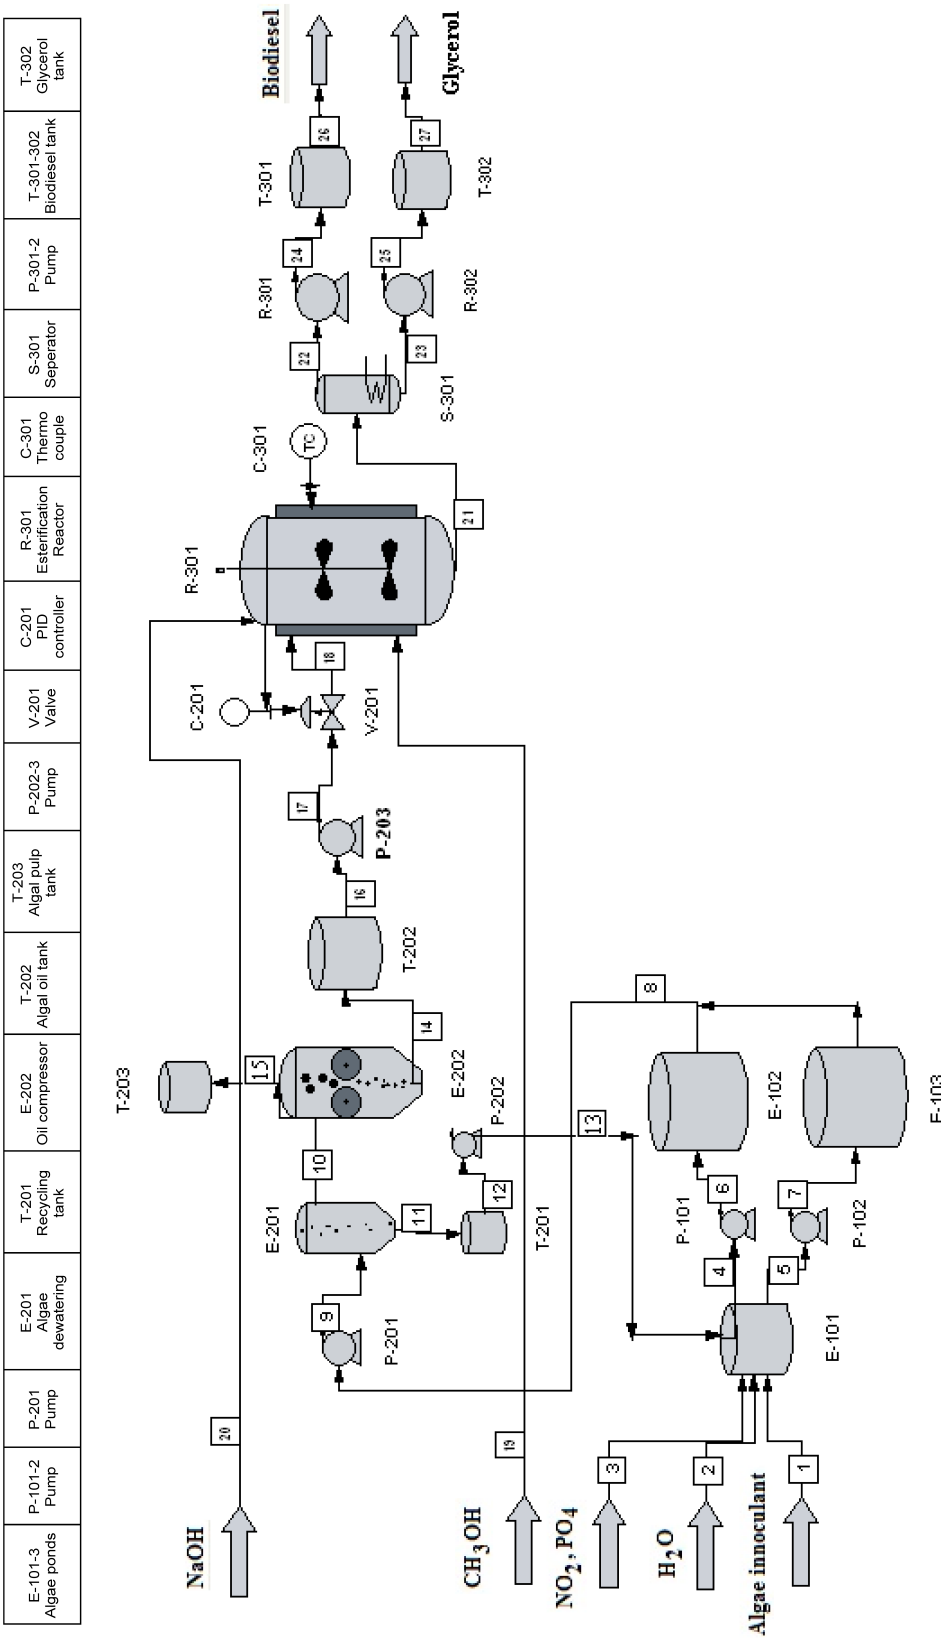 E-101-3
Algae ponds
P-101-2
Pump
P-201
Pump
E-201
Algae
dewatering
T-201
Recycling
tank
E-202
Oil compressor
T-202
Algal oil tank
T-203
Algal pulp
tank
P-202-3
Pump
V-201
Valve
C-201
PID
controller
R-301
Esterification
Reactor
C-301
Thermo
couple
S-301
Seperator
P-301-2
Pump
T-301-302
Biodiesel tank
T-302
Glycerol
tank
NaOH
20
T-203
15
R-301
C-201
C-301
TC
Biodiesel
26
T-301
24
R-301
22
Glycerol
27
T-302
25
R-302
23
S-301
21
18
V-201
17
P-203
16
T-202
14
E-202
10
E-201
11
12
T-201
P-202
9
P-201
13
CH3OH
19
8
NO2, PO4
3
H2O
2
Algae innoculant
1
E-101
4
5
P-101
6
P-102
7
E-102
E-103